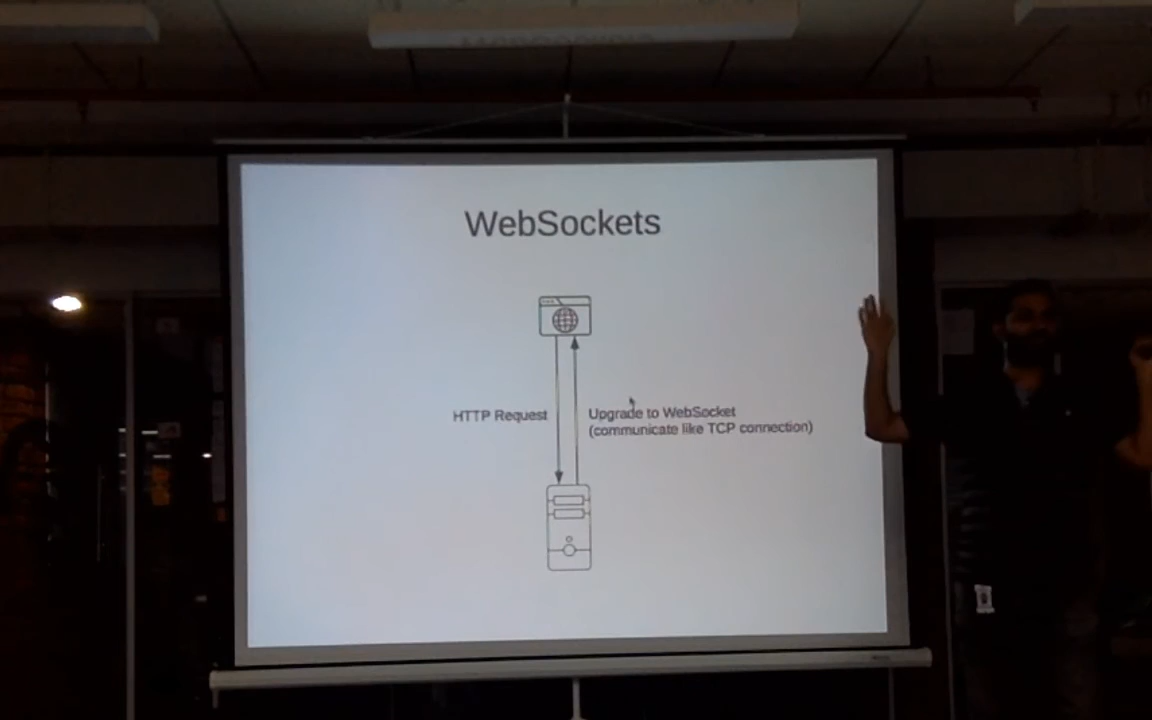 WebSockets
HTTP Request
Upgrade to WebSocket
(communicate like TCP connection)